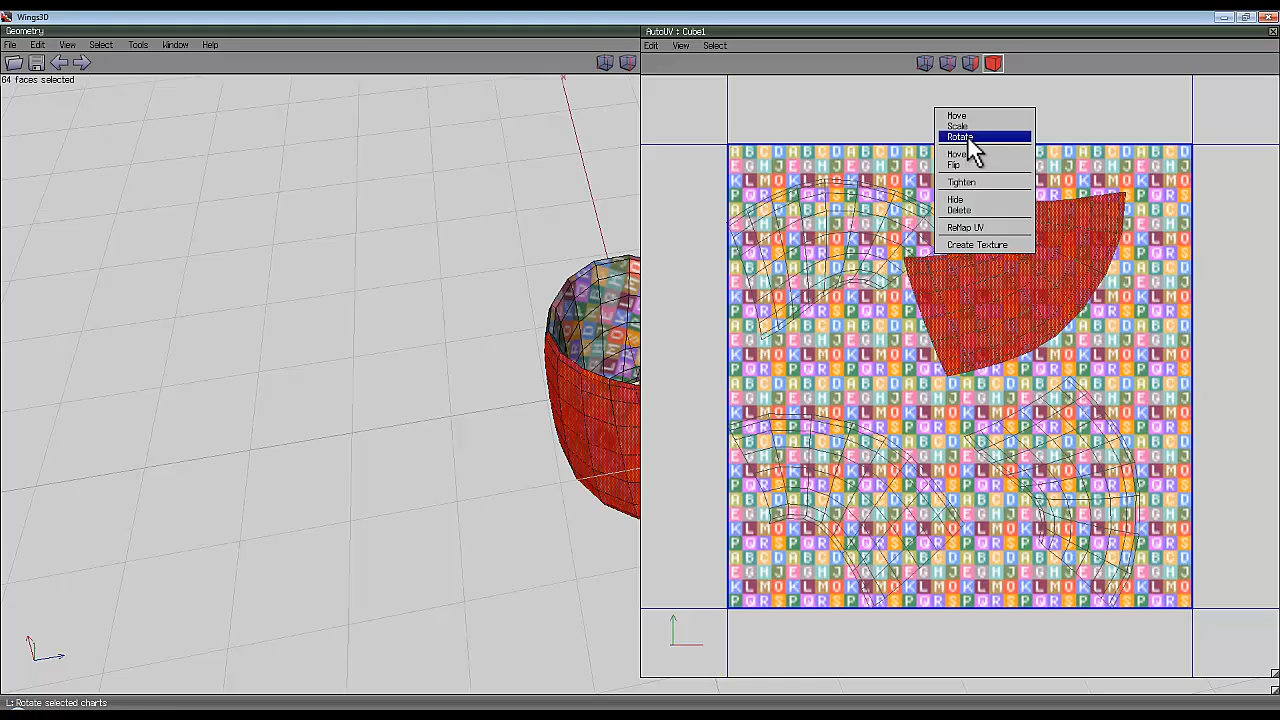 Wings3D
Geometry
AutoUV : Cube1
File Edit View Select Tools Window Help
Edit View Select
64 faces selected
Move
Scale
Rotate
Move
Flip
Tighten
Hide
Delete
ReMap UV
Create Texture
L:Rotate selected charts